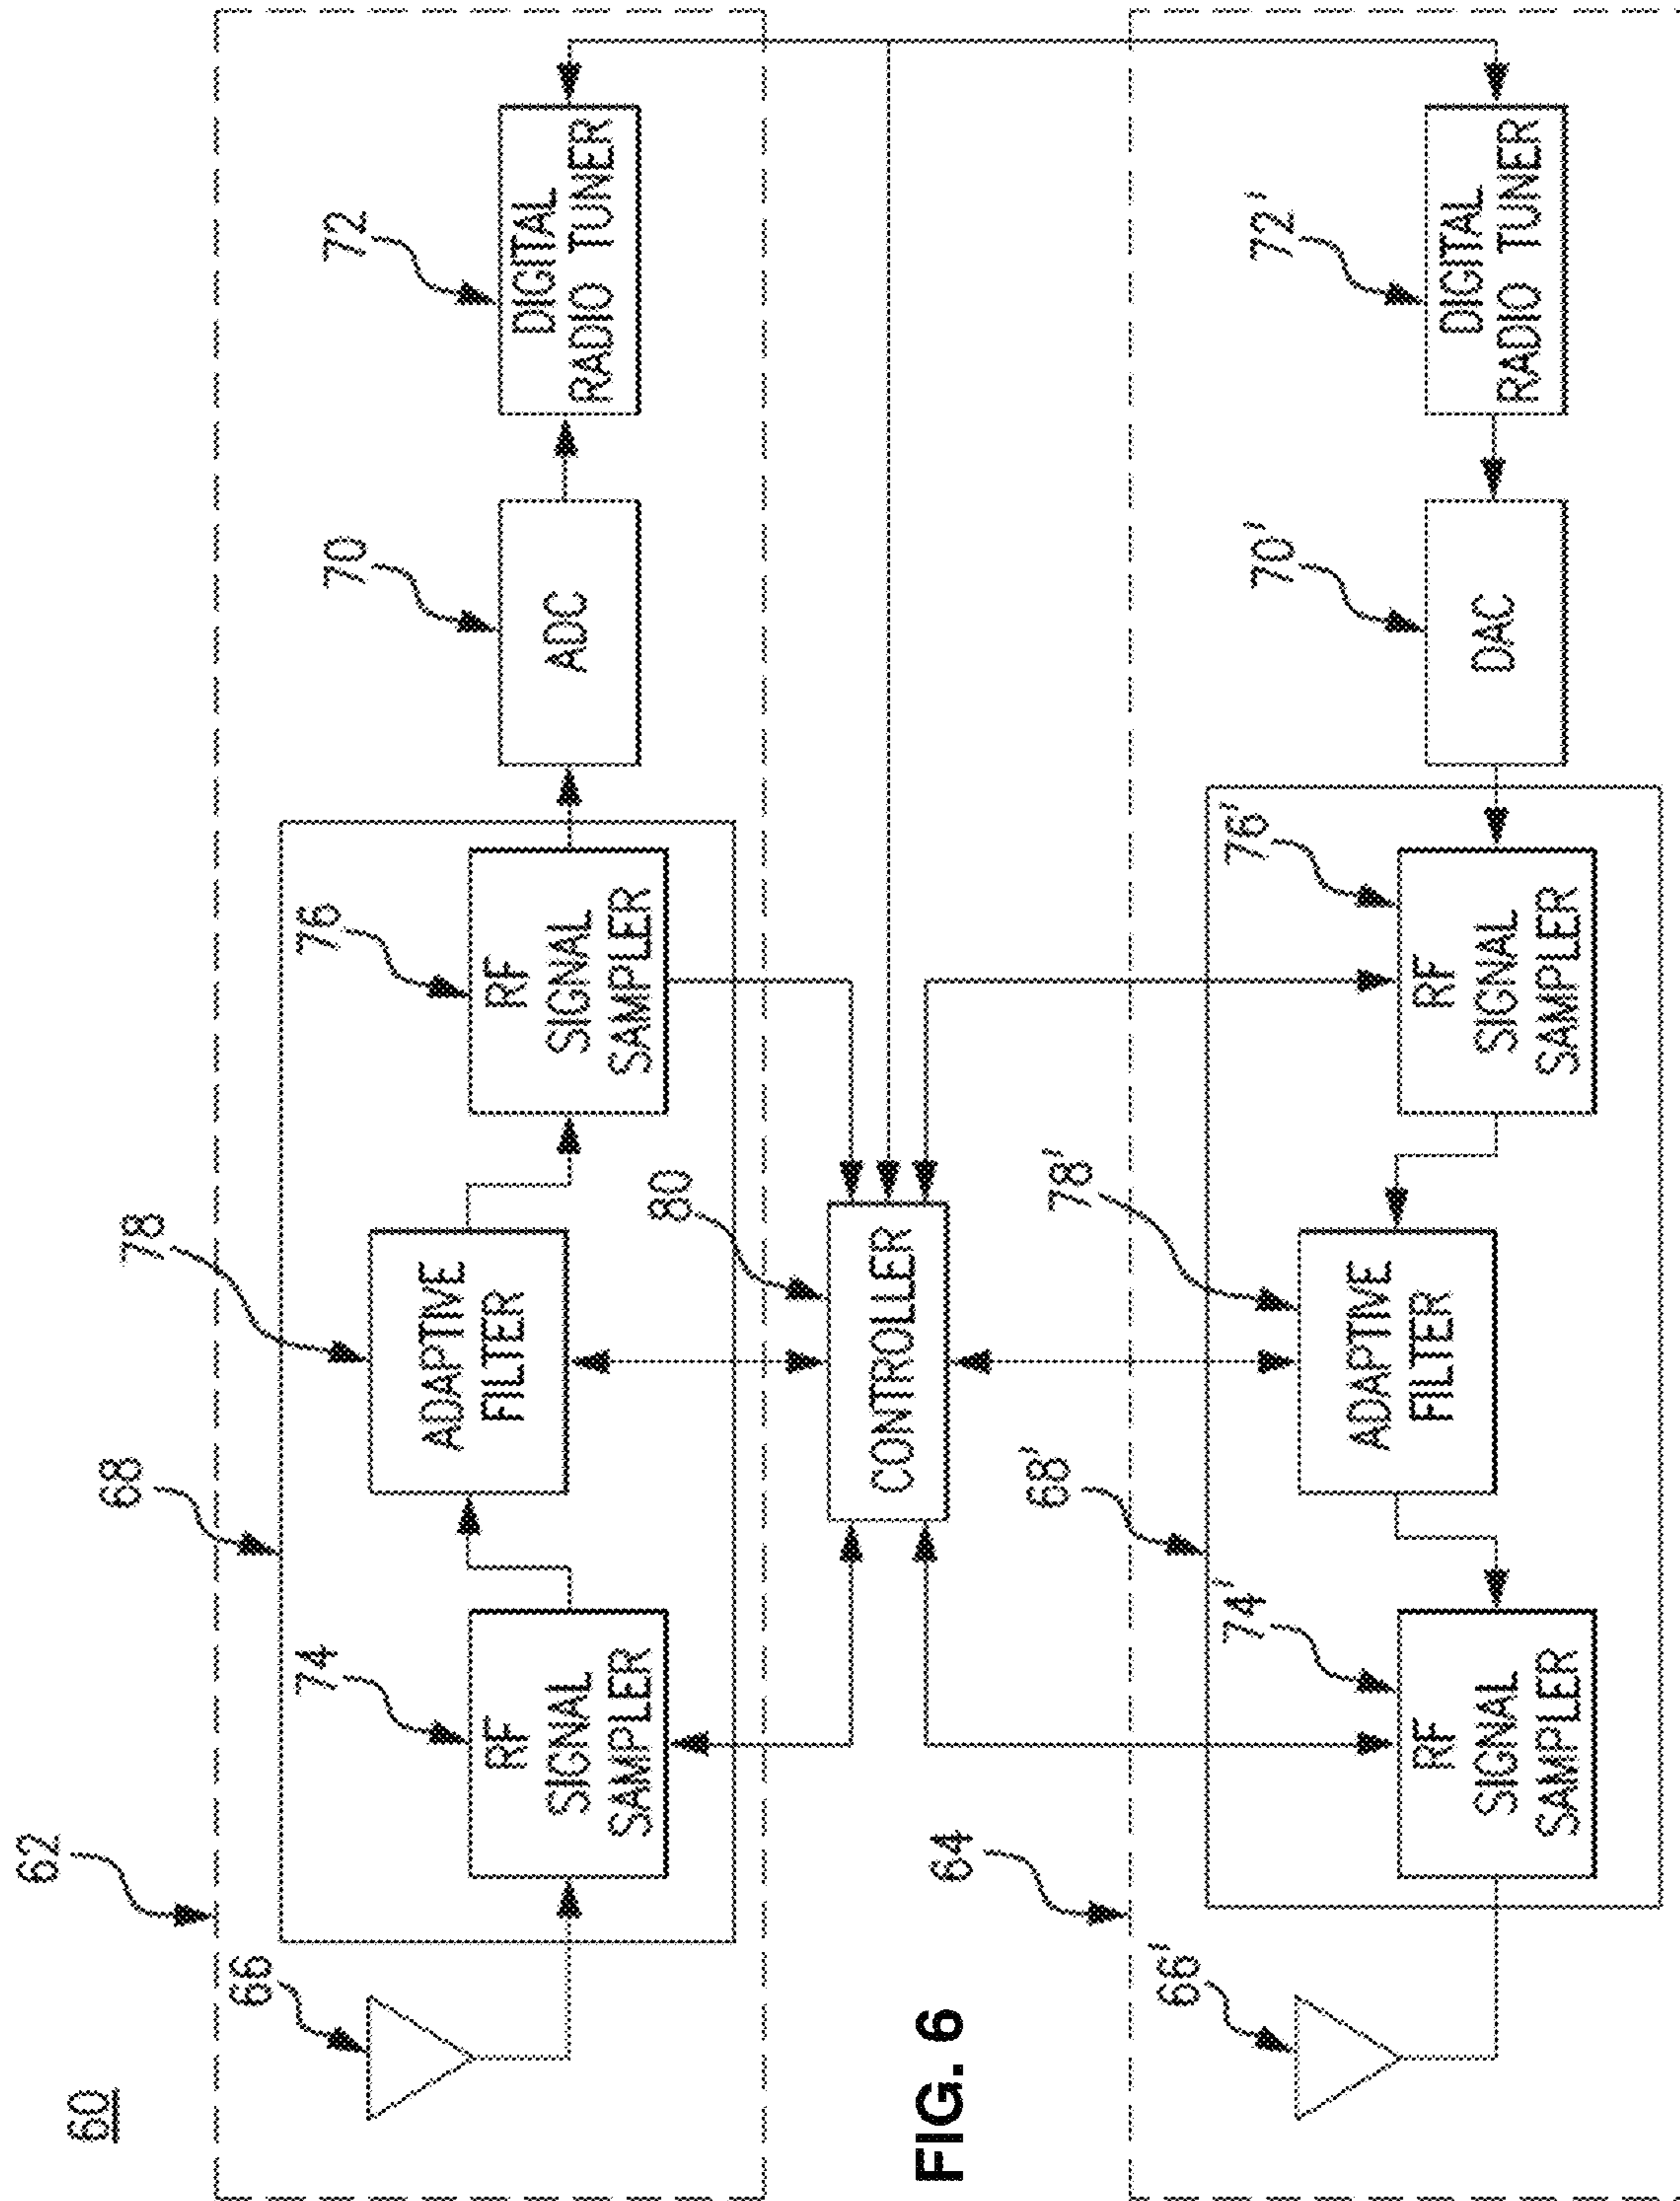 60
62
66
68
74
RF
SIGNAL
SAMPLER
78
ADAPTIVE
FILTER
76
RF
SIGNAL
SAMPLER
70
ADC
72
DIGITAL
RADIO TUNER
80
CONTROLLER
64
66'
68'
74'
RF
SIGNAL
SAMPLER
78'
ADAPTIVE
FILTER
76'
RF
SIGNAL
SAMPLER
70'
DAC
72'
DIGITAL
RADIO TUNER
FIG. 6